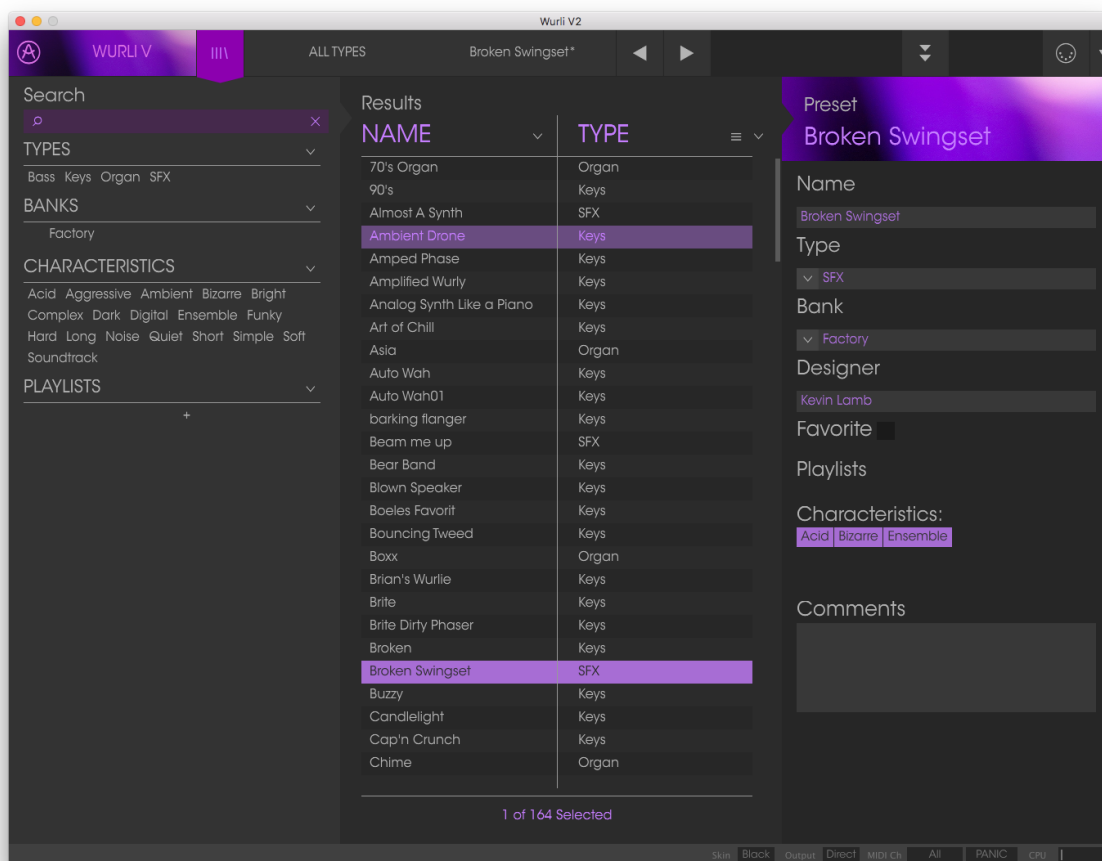 Wurli V2
WURLI V
ALL TYPES
Broken Swingset*
Search
TYPES
Bass Keys Organ SFX
BANKS
Factory
CHARACTERISTICS
Acid Aggressive Ambient Bizarre Bright
Complex Dark Digital Ensemble Funky
Hard Long Noise Quiet Short Simple Soft
Soundtrack
PLAYLISTS
+
Results
NAME TYPE
70's Organ Organ
90's Keys
Almost A Synth SFX
Ambient Drone Keys
Amped Phase Keys
Amplified Wurly Keys
Analog Synth Like a Piano Keys
Art of Chill Keys
Asia Organ
Auto Wah Keys
Auto Wah01 Keys
barking flanger Keys
Beam me up SFX
Bear Band Keys
Blown Speaker Keys
Boeles Favorit Keys
Bouncing Tweed Keys
Boxx Organ
Brian's Wurlie Keys
Brite Keys
Brite Dirty Phaser Keys
Broken Keys
Broken Swingset SFX
Buzzy Keys
Candlelight Keys
Cap'n Crunch Keys
Chime Organ
1 of 164 Selected
Preset
Broken Swingset
Name
Broken Swingset
Type
SFX
Bank
Factory
Designer
Kevin Lamb
Favorite
Playlists
Characteristics:
Acid Bizarre Ensemble
Comments
Skin Black Output Direct MIDI Ch All PANIC CPU